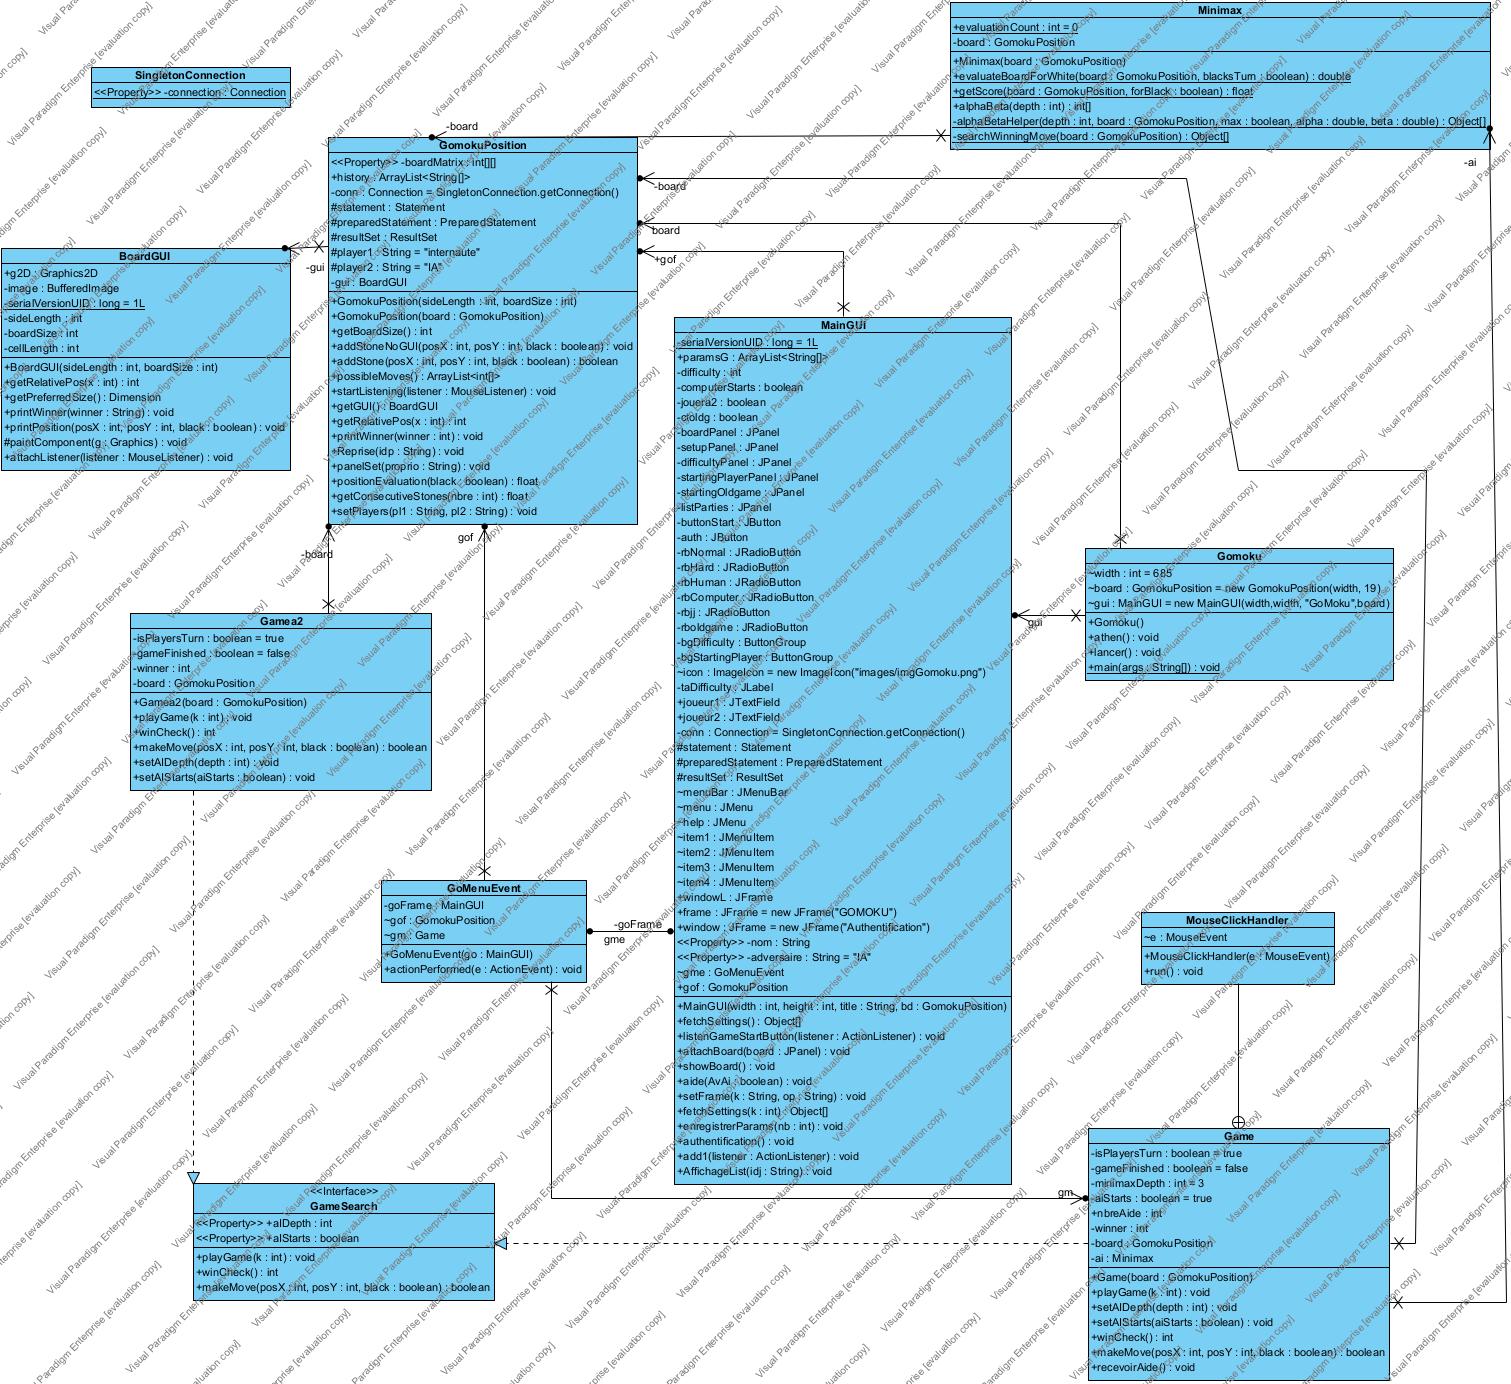 Minimax
+evaluationCount : int = 0
-board : GomokuPosition
+Minimax(board : GomokuPosition)
+evaluateBoardForWhite(board : GomokuPosition, blacksTurn : boolean) : double
+getScore(board : GomokuPosition, forBlack : boolean) : float
+alphaBeta(depth : int) : int[]
-alphaBetaHelper(depth : int, board : GomokuPosition, max : boolean, alpha : double, beta : double) : Object[]
-searchWinningMove(board : GomokuPosition) : Object[]
SingletonConnection
<<Property>> -connection : Connection
-board
-ai
GomokuPosition
<<Property>> -boardMatrix : int[][]
+history : ArrayList<String[]>
-conn : Connection = SingletonConnection.getConnection()
#statement : Statement
#preparedStatement : PreparedStatement
#resultSet : ResultSet
#player1 : String = "internaute"
#player2 : String = "IA"
-gui : BoardGUI
+GomokuPosition(sideLength : int, boardSize : int)
+GomokuPosition(board : GomokuPosition)
+getBoardSize() : int
+addStoneNoGUI(posX : int, posY : int, black : boolean) : void
+addStone(posX : int, posY : int, black : boolean) : boolean
+possibleMoves() : ArrayList<int[]>
+startListening(listener : MouseListener) : void
+getGUI() : BoardGUI
+getRelativePos(x : int) : int
+printWinner(winner : int) : void
+Reprise(idp : String) : void
+panelSet(proprio : String) : void
+positionEvaluation(black : boolean) : float
+getConsecutiveStones(nbre : int) : float
+setPlayers(pl1 : String, pl2 : String) : void
-board
board
+gof
-gui
BoardGUI
+g2D : Graphics2D
-image : BufferedImage
-serialVersionUID : long = 1L
-sideLength : int
-boardSize : int
-cellLength : int
+BoardGUI(sideLength : int, boardSize : int)
+getRelativePos(x : int) : int
+getPreferredSize() : Dimension
+printWinner(winner : String) : void
+printPosition(posX : int, posY : int, black : boolean) : void
#paintComponent(g : Graphics) : void
+attachListener(listener : MouseListener) : void
MainGUI
-serialVersionUID : long = 1L
+paramsG : ArrayList<String[]>
-difficulty : int
-computerStarts : boolean
-jouera2 : boolean
-cjoldg : boolean
-boardPanel : JPanel
-setupPanel : JPanel
-difficultyPanel : JPanel
-startingPlayerPanel : JPanel
-startingOldgame : JPanel
-listParties : JPanel
-buttonStart : JButton
-auth : JButton
-rbNormal : JRadioButton
-rbHard : JRadioButton
-rbHuman : JRadioButton
-rbComputer : JRadioButton
-rbjj : JRadioButton
-rboldgame : JRadioButton
-bgDifficulty : ButtonGroup
-bgStartingPlayer : ButtonGroup
~icon : ImageIcon = new ImageIcon("images/imgGomoku.png")
-taDifficulty : JLabel
+joueur1 : JTextField
+joueur2 : JTextField
-conn : Connection = SingletonConnection.getConnection()
#statement : Statement
#preparedStatement : PreparedStatement
#resultSet : ResultSet
~menuBar : JMenuBar
~menu : JMenu
~help : JMenu
~item1 : JMenuItem
~item2 : JMenuItem
~item3 : JMenuItem
~item4 : JMenuItem
+windowL : JFrame
+frame : JFrame = new JFrame("GOMOKU")
+window : JFrame = new JFrame("Authentification")
<<Property>> -nom : String
<<Property>> -adversaire : String = "IA"
~gme : GoMenuEvent
+gof : GomokuPosition
+MainGUI(width : int, height : int, title : String, bd : GomokuPosition)
+fetchSettings() : Object[]
+listenGameStartButton(listener : ActionListener) : void
+attachBoard(board : JPanel) : void
+showBoard() : void
+aide(AvAi : boolean) : void
+setFrame(k : String, op : String) : void
+fetchSettings(k : int) : Object[]
+enregistrerParams(nb : int) : void
+authentification() : void
+add1(listener : ActionListener) : void
+AffichageList(idj : String) : void
-board
gof
Gomoku
~width : int = 685
~board : GomokuPosition = new GomokuPosition(width, 19)
~gui : MainGUI = new MainGUI(width,width, "GoMoku",board)
+Gomoku()
+athen() : void
+lancer() : void
+main(args : String[]) : void
gui
Gamea2
-isPlayersTurn : boolean = true
-gameFinished : boolean = false
-winner : int
-board : GomokuPosition
+Gamea2(board : GomokuPosition)
+playGame(k : int) : void
+winCheck() : int
+makeMove(posX : int, posY : int, black : boolean) : boolean
+setAIDepth(depth : int) : void
+setAIStarts(aiStarts : boolean) : void
GoMenuEvent
-goFrame : MainGUI
~gof : GomokuPosition
~gm : Game
+GoMenuEvent(go : MainGUI)
+actionPerformed(e : ActionEvent) : void
-goFrame
gme
MouseClickHandler
~e : MouseEvent
+MouseClickHandler(e : MouseEvent)
+run() : void
gm
Game
-isPlayersTurn : boolean = true
-gameFinished : boolean = false
-minimaxDepth : int = 3
-aiStarts : boolean = true
+nbreAide : int
-winner : int
-board : GomokuPosition
-ai : Minimax
+Game(board : GomokuPosition)
+playGame(k : int) : void
+setAIDepth(depth : int) : void
+setAIStarts(aiStarts : boolean) : void
+winCheck() : int
+makeMove(posX : int, posY : int, black : boolean) : boolean
+recevoirAide() : void
<<Interface>>
GameSearch
<<Property>> +aIDepth : int
<<Property>> +aIStarts : boolean
+playGame(k : int) : void
+winCheck() : int
+makeMove(posX : int, posY : int, black : boolean) : boolean
Visual Paradigm Enterprise [evaluation copy]